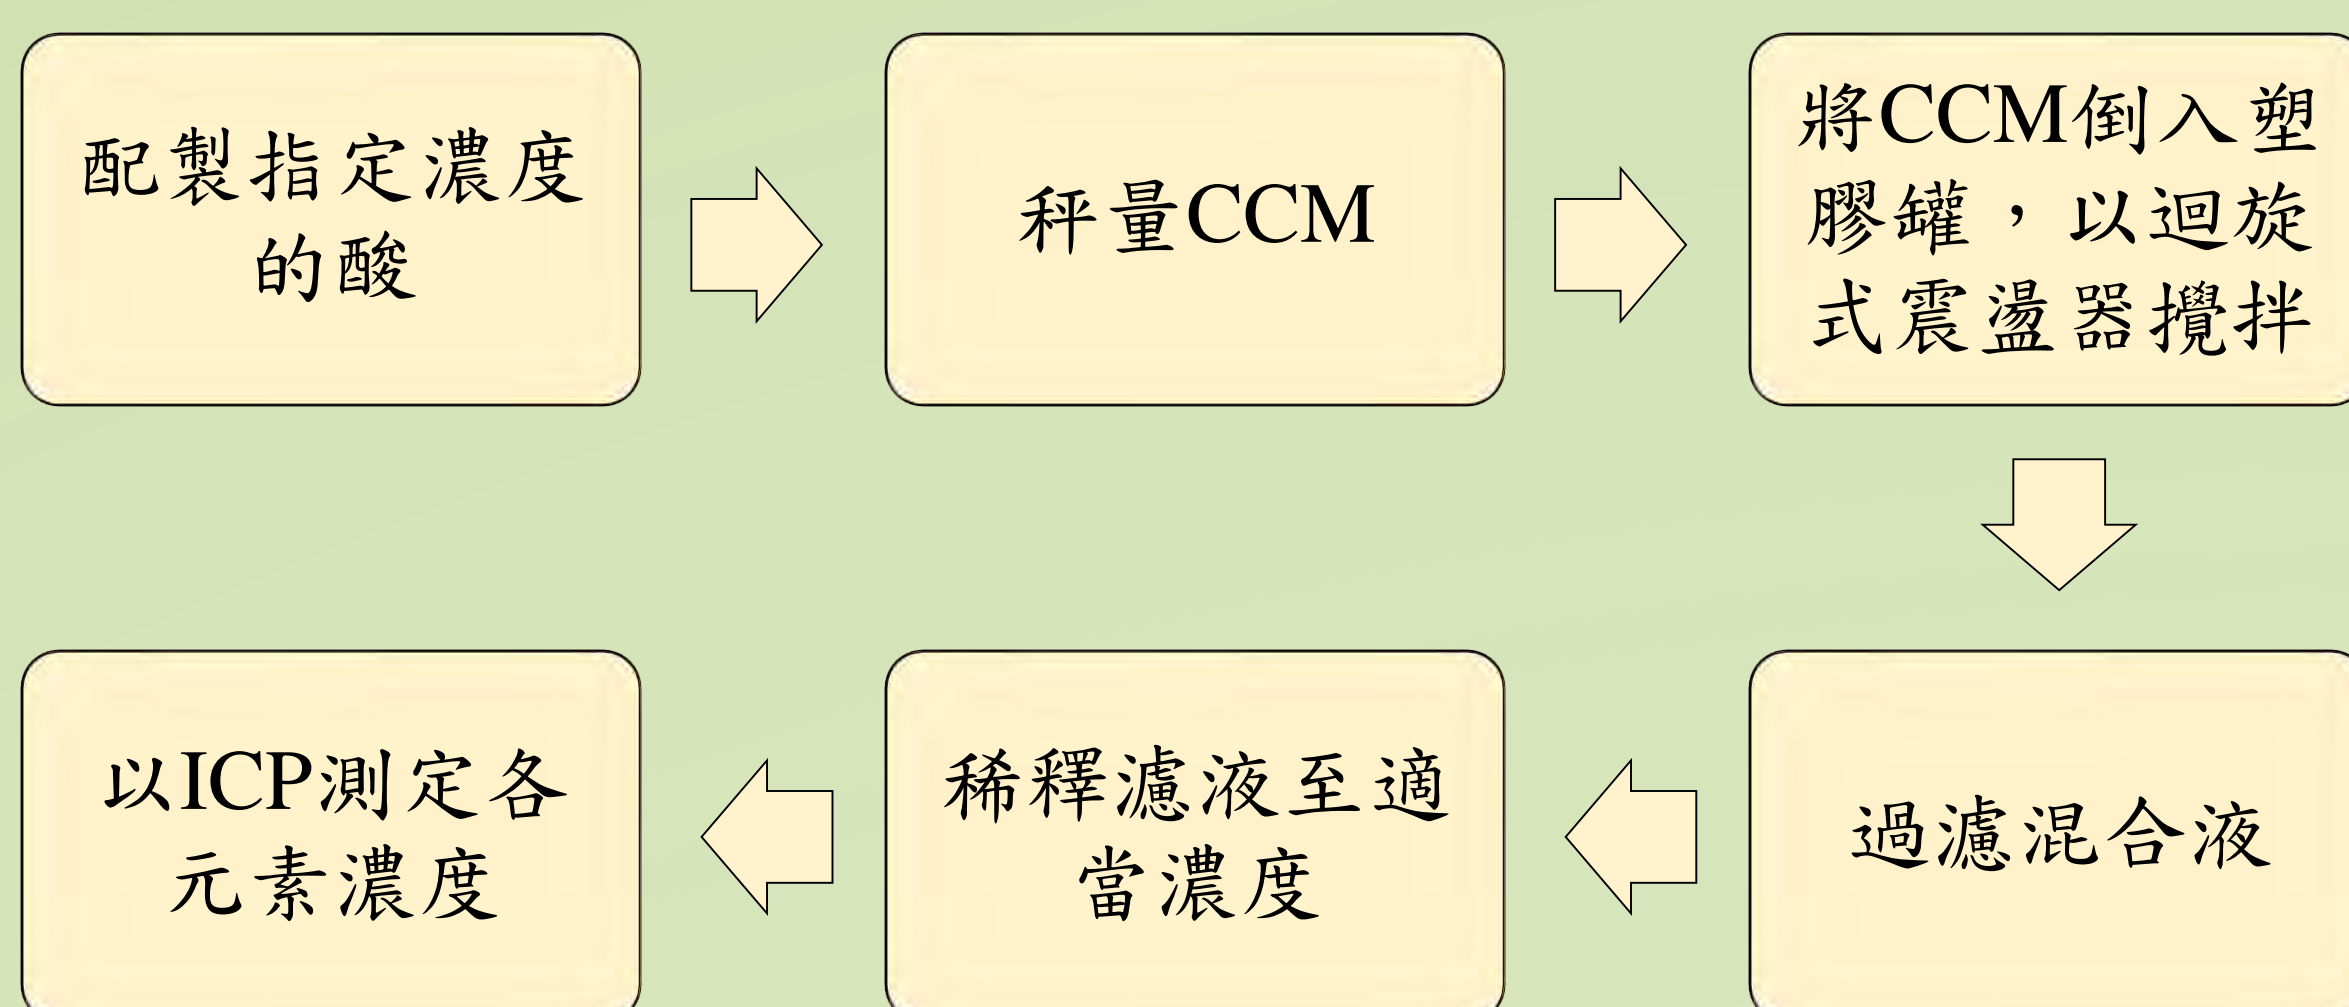 配製指定濃度
的酸
秤量CCM
將CCM倒入塑
膠罐，以迴旋
式震盪器攪拌
過濾混合液
稀釋濾液至適
當濃度
以ICP測定各
元素濃度